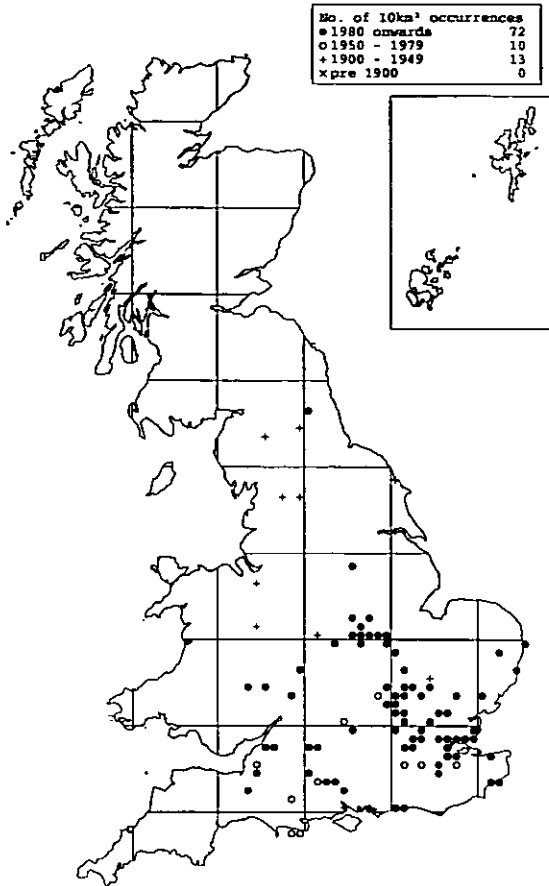 No. of 10km² occurrences
● 1980 onwards 72
○ 1950 - 1979 10
+ 1900 - 1949 13
x pre 1900 0